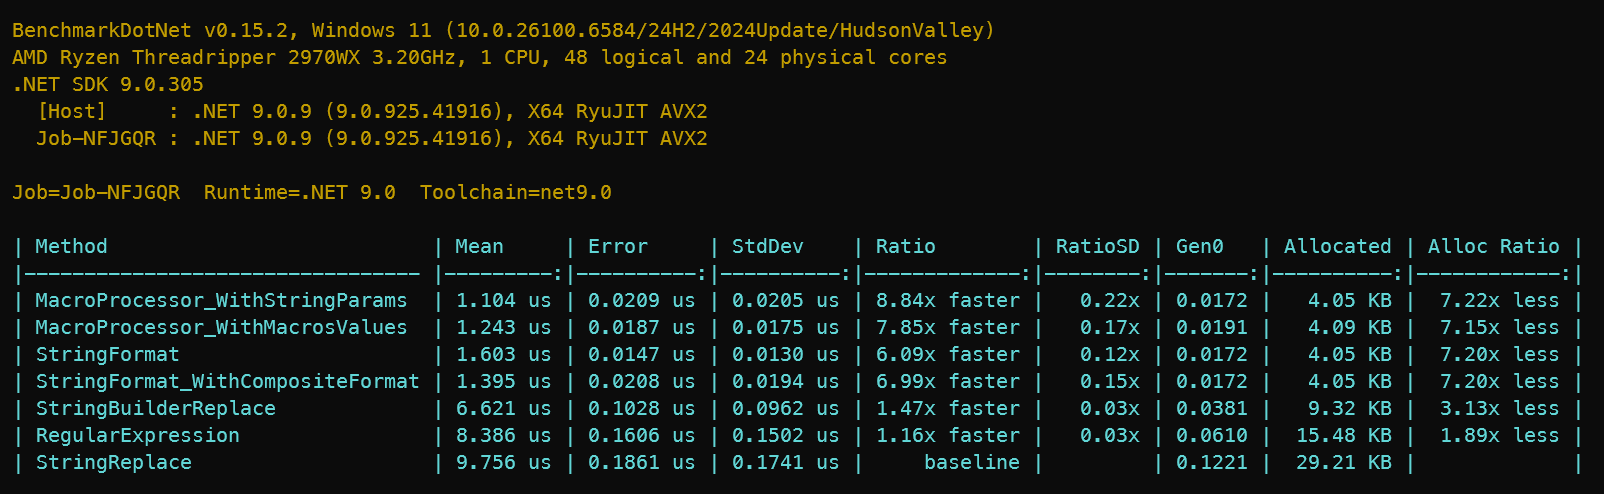 BenchmarkDotNet v0.15.2, Windows 11 (10.0.26100.6584/24H2/2024Update/HudsonValley)
AMD Ryzen Threadripper 2970WX 3.20GHz, 1 CPU, 48 logical and 24 physical cores
.NET SDK 9.0.305
  [Host]     : .NET 9.0.9 (9.0.925.41916), X64 RyuJIT AVX2
  Job-NFJGQR : .NET 9.0.9 (9.0.925.41916), X64 RyuJIT AVX2

Job=Job-NFJGQR  Runtime=.NET 9.0  Toolchain=net9.0

| Method                           | Mean     | Error     | StdDev    | Ratio        | RatioSD | Gen0   | Allocated | Alloc Ratio |
|--------------------------------- |---------:|----------:|----------:|-------------:|--------:|-------:|----------:|------------:|
| MacroProcessor_WithStringParams  | 1.104 us | 0.0209 us | 0.0205 us | 8.84x faster |   0.22x | 0.0172 |   4.05 KB |  7.22x less |
| MacroProcessor_WithMacrosValues  | 1.243 us | 0.0187 us | 0.0175 us | 7.85x faster |   0.17x | 0.0191 |   4.09 KB |  7.15x less |
| StringFormat                     | 1.603 us | 0.0147 us | 0.0130 us | 6.09x faster |   0.12x | 0.0172 |   4.05 KB |  7.20x less |
| StringFormat_WithCompositeFormat | 1.395 us | 0.0208 us | 0.0194 us | 6.99x faster |   0.15x | 0.0172 |   4.05 KB |  7.20x less |
| StringBuilderReplace             | 6.621 us | 0.1028 us | 0.0962 us | 1.47x faster |   0.03x | 0.0381 |   9.32 KB |  3.13x less |
| RegularExpression                | 8.386 us | 0.1606 us | 0.1502 us | 1.16x faster |   0.03x | 0.0610 |  15.48 KB |  1.89x less |
| StringReplace                    | 9.756 us | 0.1861 us | 0.1741 us |     baseline |         | 0.1221 |  29.21 KB |             |